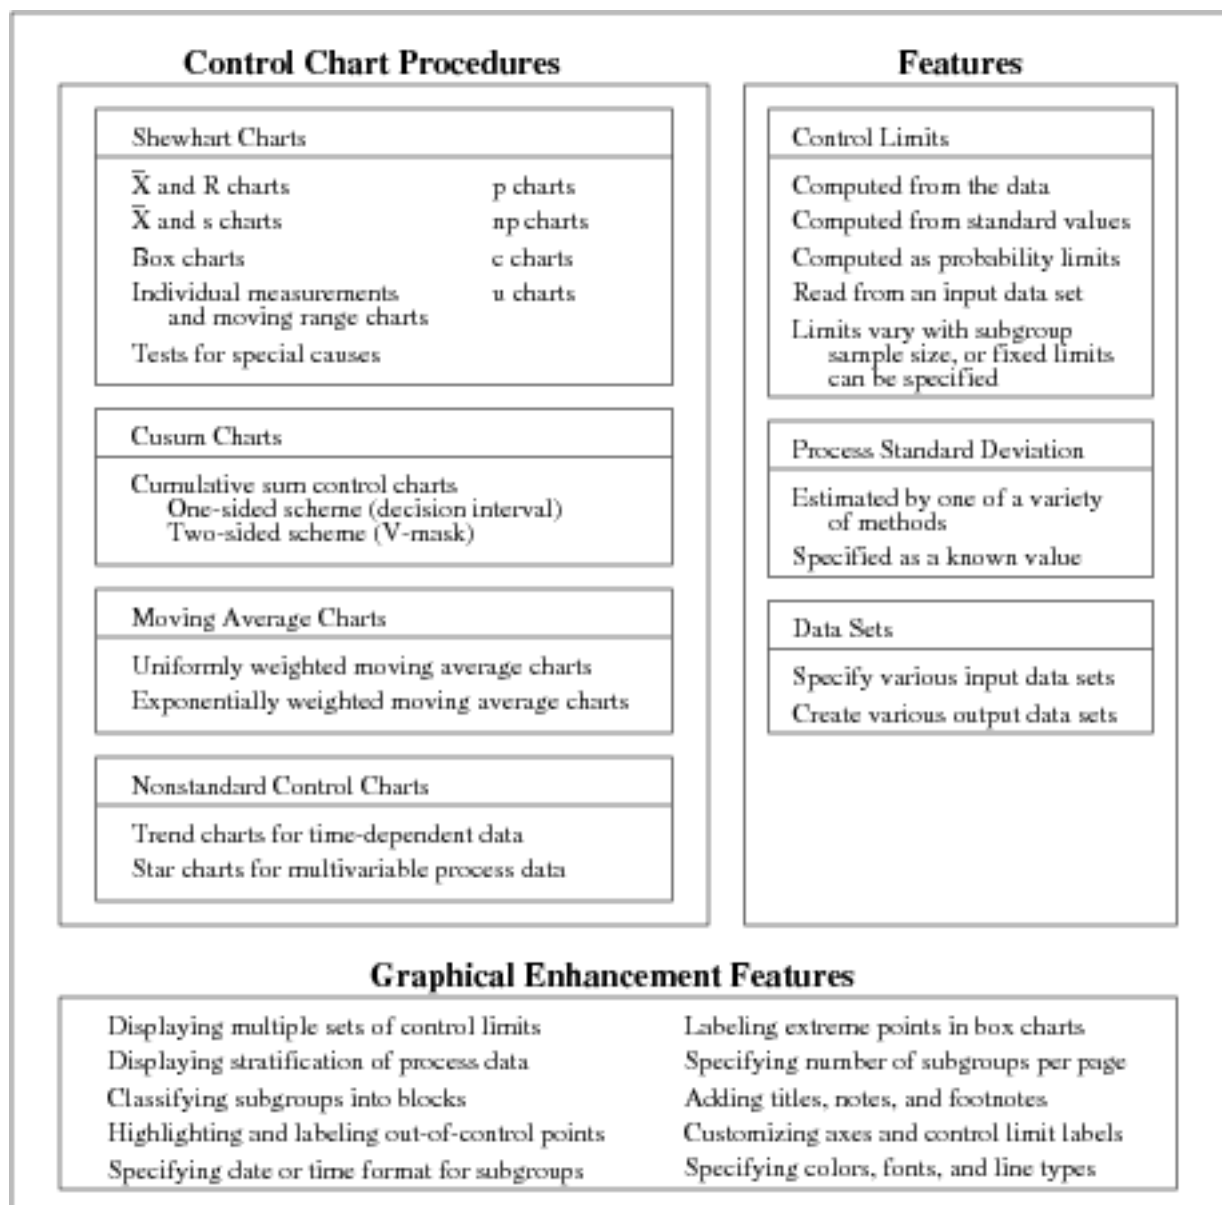 Control Chart Procedures
Shewhart Charts
X̄ and R charts
X̄ and s charts
Box charts
Individual measurements
and moving range charts
Tests for special causes
p charts
np charts
c charts
u charts
Cusum Charts
Cumulative sum control charts
One-sided scheme (decision interval)
Two-sided scheme (V-mask)
Moving Average Charts
Uniformly weighted moving average charts
Exponentially weighted moving average charts
Nonstandard Control Charts
Trend charts for time-dependent data
Star charts for multivariable process data
Features
Control Limits
Computed from the data
Computed from standard values
Computed as probability limits
Read from an input data set
Limits vary with subgroup
sample size, or fixed limits
can be specified
Process Standard Deviation
Estimated by one of a variety
of methods
Specified as a known value
Data Sets
Specify various input data sets
Create various output data sets
Graphical Enhancement Features
Displaying multiple sets of control limits
Displaying stratification of process data
Classifying subgroups into blocks
Highlighting and labeling out-of-control points
Specifying date or time format for subgroups
Labeling extreme points in box charts
Specifying number of subgroups per page
Adding titles, notes, and footnotes
Customizing axes and control limit labels
Specifying colors, fonts, and line types